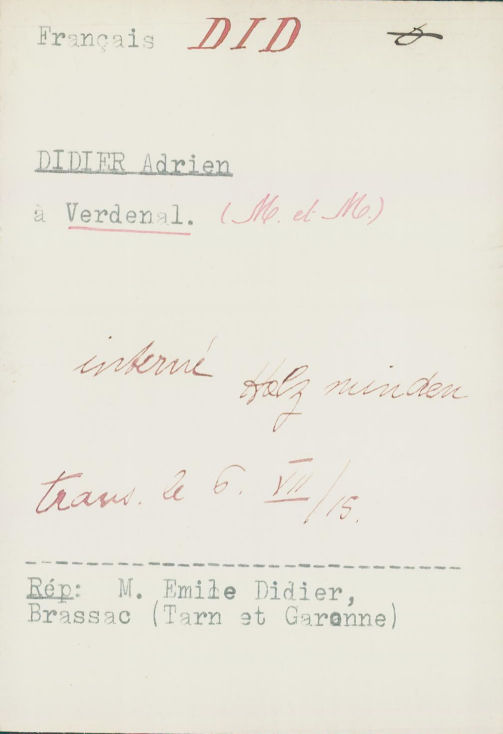 Français DID
DIDIER Adrien
à Verdenal. (M. et M.)
interné Holzminden
trans. le 6. VII/15.
Rép: M. Emile Didier,
Brassac (Tarn et Garonne)